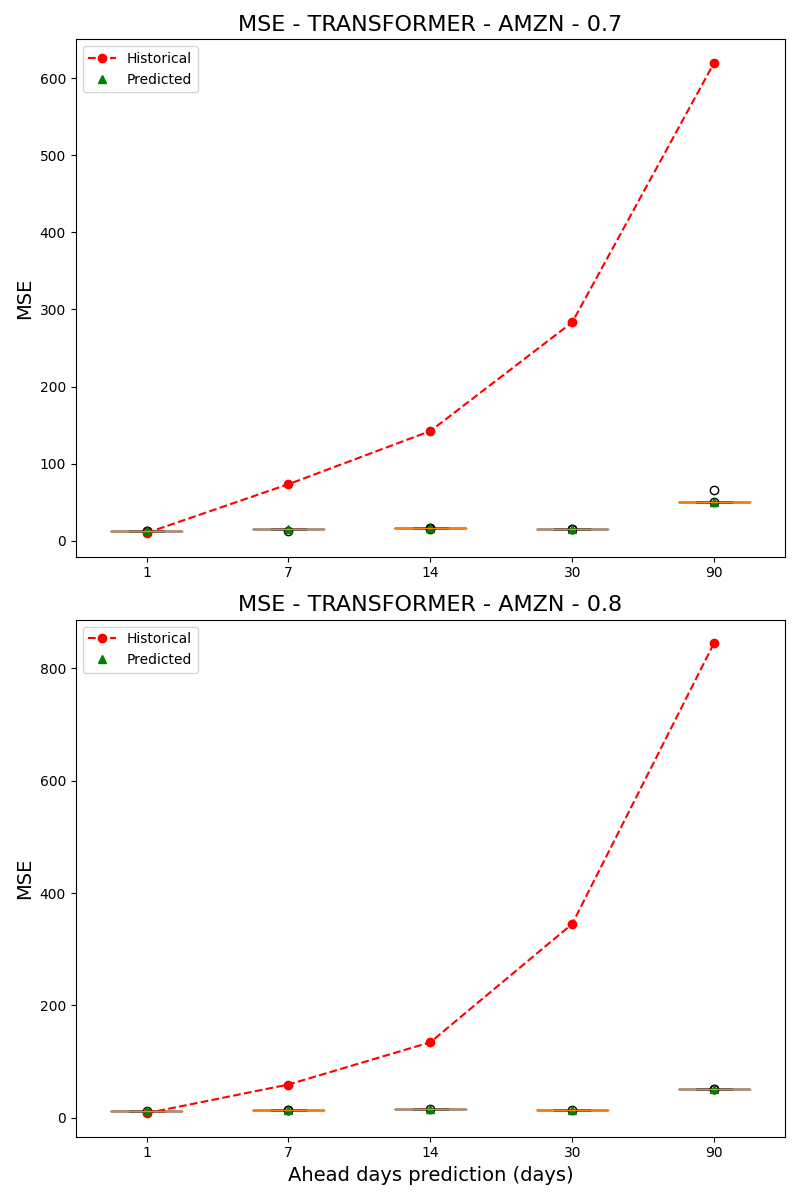 MSE - TRANSFORMER - AMZN - 0.7
Historical
Predicted
MSE
600
500
400
300
200
100
0
1 7 14 30 90
MSE - TRANSFORMER - AMZN - 0.8
Historical
Predicted
MSE
800
600
400
200
0
1 7 14 30 90
Ahead days prediction (days)